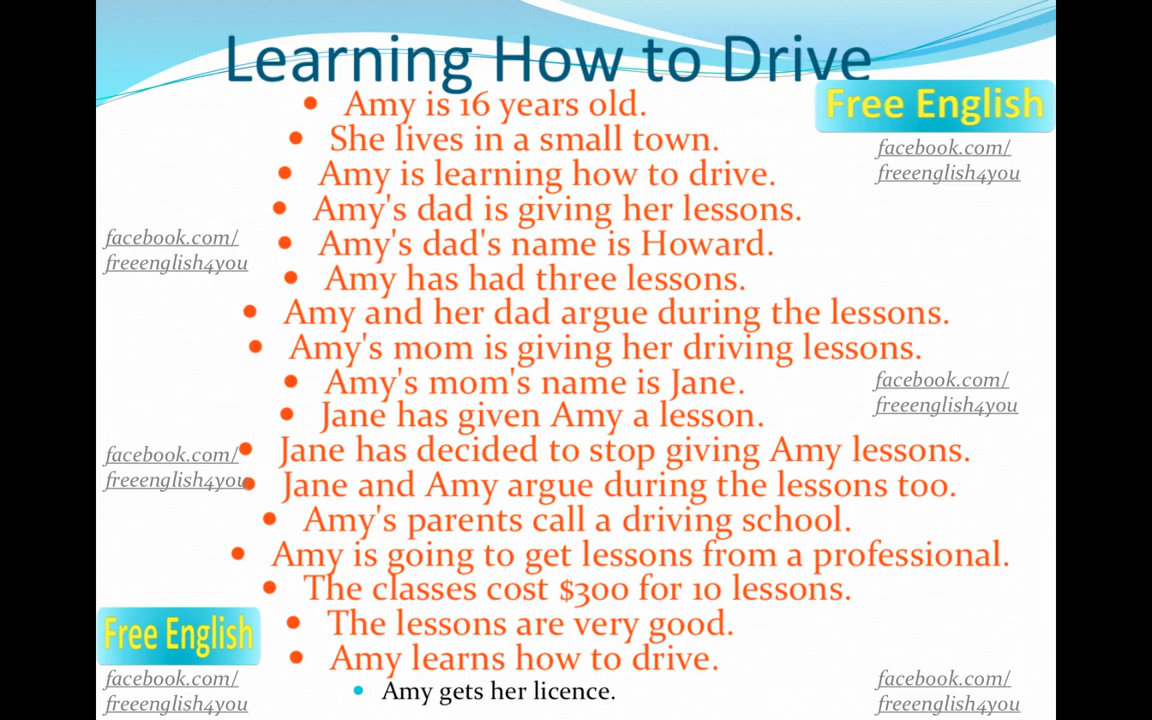 Learning How to Drive
Free English
facebook.com/
freeenglish4you
• Amy is 16 years old.
• She lives in a small town.
• Amy is learning how to drive.
• Amy's dad is giving her lessons.
facebook.com/
freeenglish4you
• Amy's dad's name is Howard.
• Amy has had three lessons.
• Amy and her dad argue during the lessons.
• Amy's mom is giving her driving lessons.
• Amy's mom's name is Jane.
facebook.com/
freeenglish4you
• Jane has given Amy a lesson.
• Jane has decided to stop giving Amy lessons.
facebook.com/
freeenglish4you
• Jane and Amy argue during the lessons too.
• Amy's parents call a driving school.
• Amy is going to get lessons from a professional.
• The classes cost $300 for 10 lessons.
• The lessons are very good.
Free English
• Amy learns how to drive.
• Amy gets her licence.
facebook.com/
freeenglish4you
facebook.com/
freeenglish4you